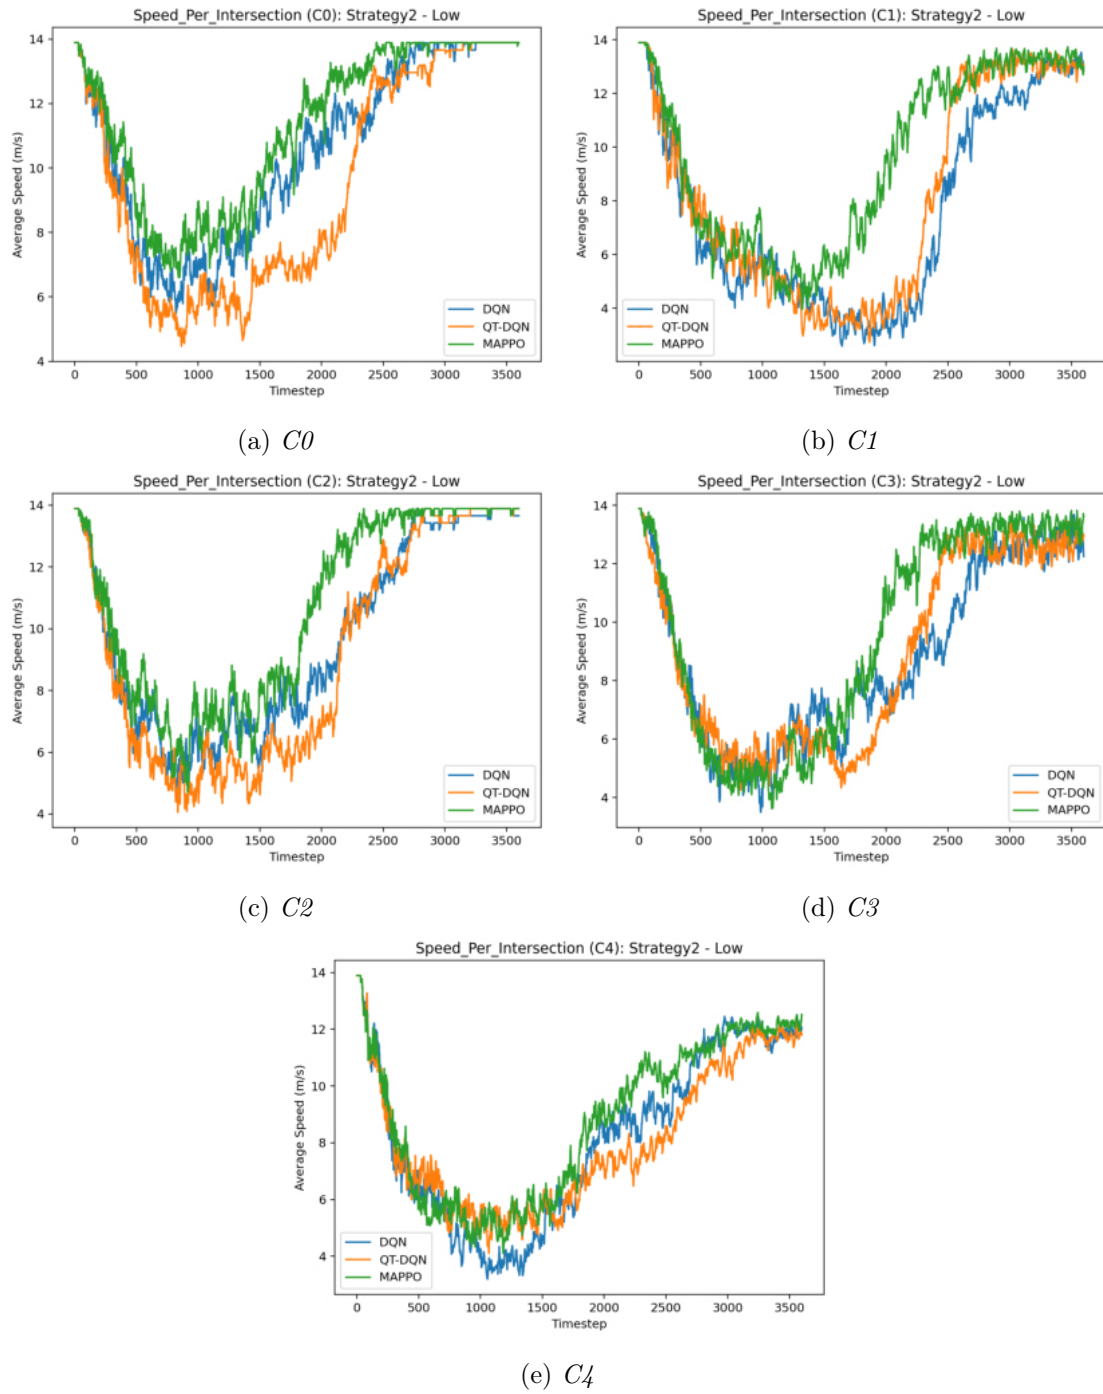 Speed_Per_Intersection (C0): Strategy2 - Low
14
12
10
8
6
4
Average Speed (m/s)
DQN
QT-DQN
MAPPO
0 500 1000 1500 2000 2500 3000 3500
Timestep
(a) C0
Speed_Per_Intersection (C1): Strategy2 - Low
14
12
10
8
6
4
Average Speed (m/s)
DQN
QT-DQN
MAPPO
0 500 1000 1500 2000 2500 3000 3500
Timestep
(b) C1
Speed_Per_Intersection (C2): Strategy2 - Low
14
12
10
8
6
4
Average Speed (m/s)
DQN
QT-DQN
MAPPO
0 500 1000 1500 2000 2500 3000 3500
Timestep
(c) C2
Speed_Per_Intersection (C3): Strategy2 - Low
14
12
10
8
6
4
Average Speed (m/s)
DQN
QT-DQN
MAPPO
0 500 1000 1500 2000 2500 3000 3500
Timestep
(d) C3
Speed_Per_Intersection (C4): Strategy2 - Low
14
12
10
8
6
4
Average Speed (m/s)
DQN
QT-DQN
MAPPO
0 500 1000 1500 2000 2500 3000 3500
Timestep
(e) C4